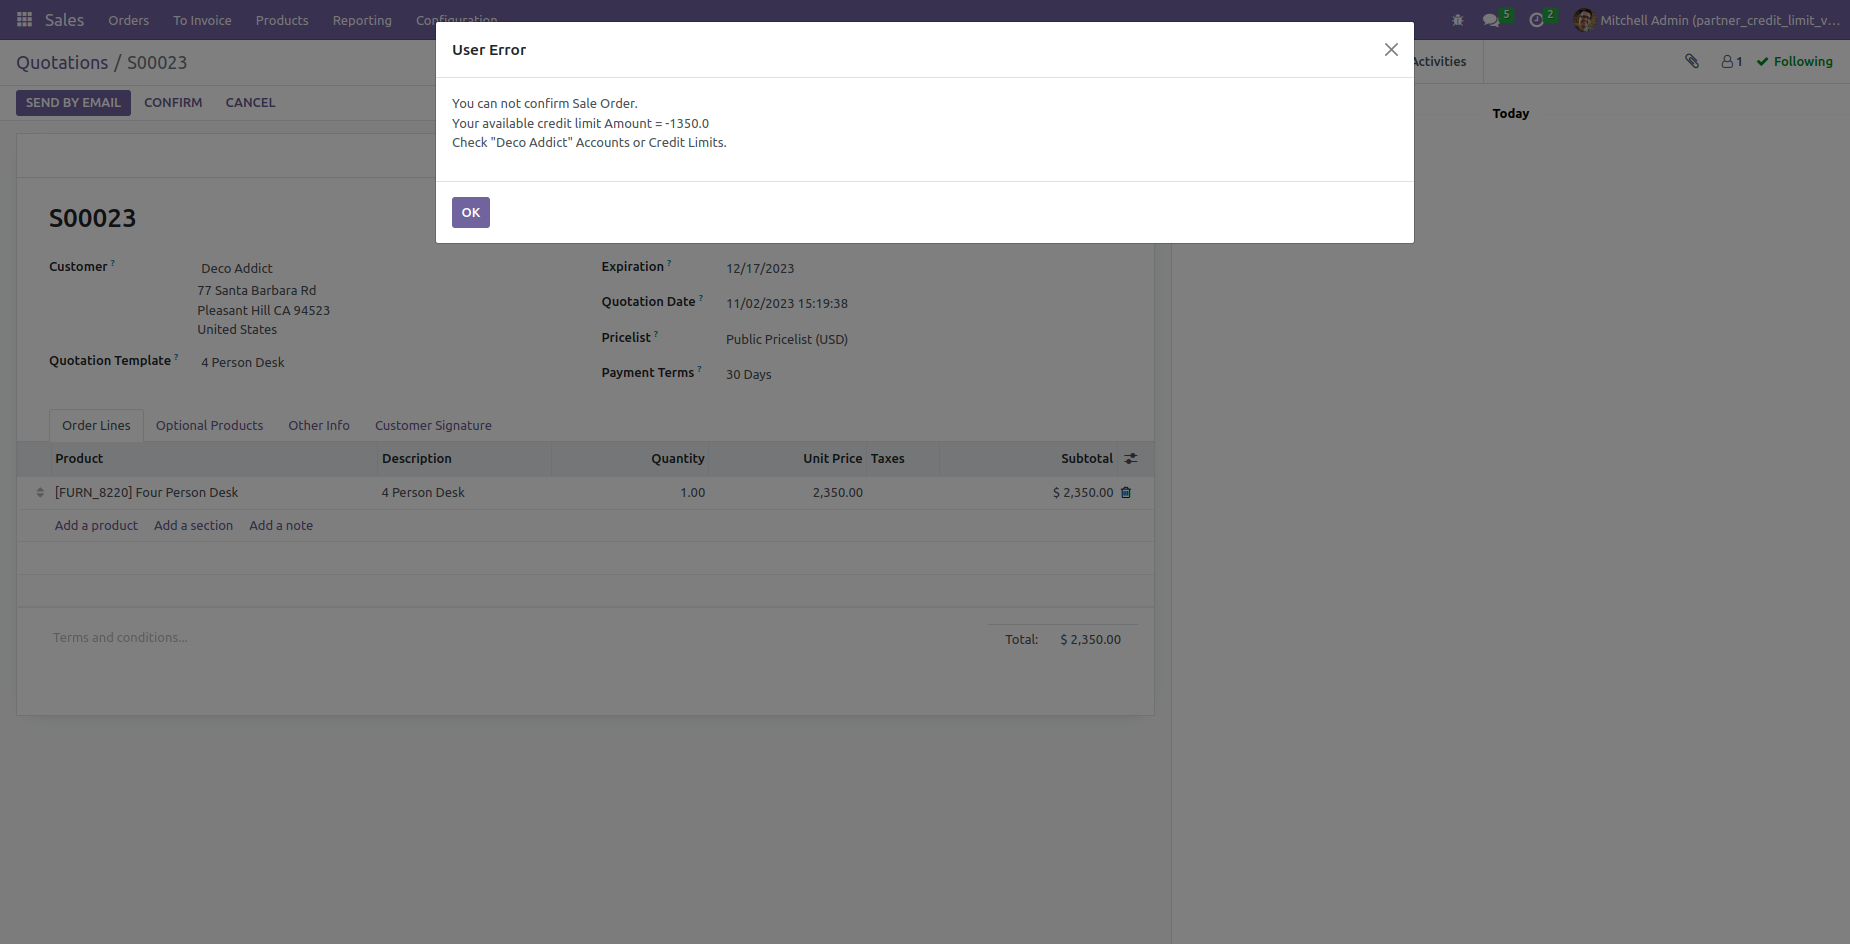 Sales Orders To Invoice Products Reporting Configuration 5 2 Mitchell Admin (partner_credit_limit_v...
Quotations / S00023
SEND BY EMAIL CONFIRM CANCEL
User Error
You can not confirm Sale Order.
Your available credit limit Amount = -1350.0
Check "Deco Addict" Accounts or Credit Limits.
OK
Activities 1 Following
Today
S00023
Customer ? Deco Addict
77 Santa Barbara Rd
Pleasant Hill CA 94523
United States
Quotation Template ? 4 Person Desk
Expiration ? 12/17/2023
Quotation Date ? 11/02/2023 15:19:38
Pricelist ? Public Pricelist (USD)
Payment Terms ? 30 Days
Order Lines Optional Products Other Info Customer Signature
Product Description Quantity Unit Price Taxes Subtotal
[FURN_8220] Four Person Desk 4 Person Desk 1.00 2,350.00 $ 2,350.00
Add a product Add a section Add a note
Terms and conditions...
Total: $ 2,350.00